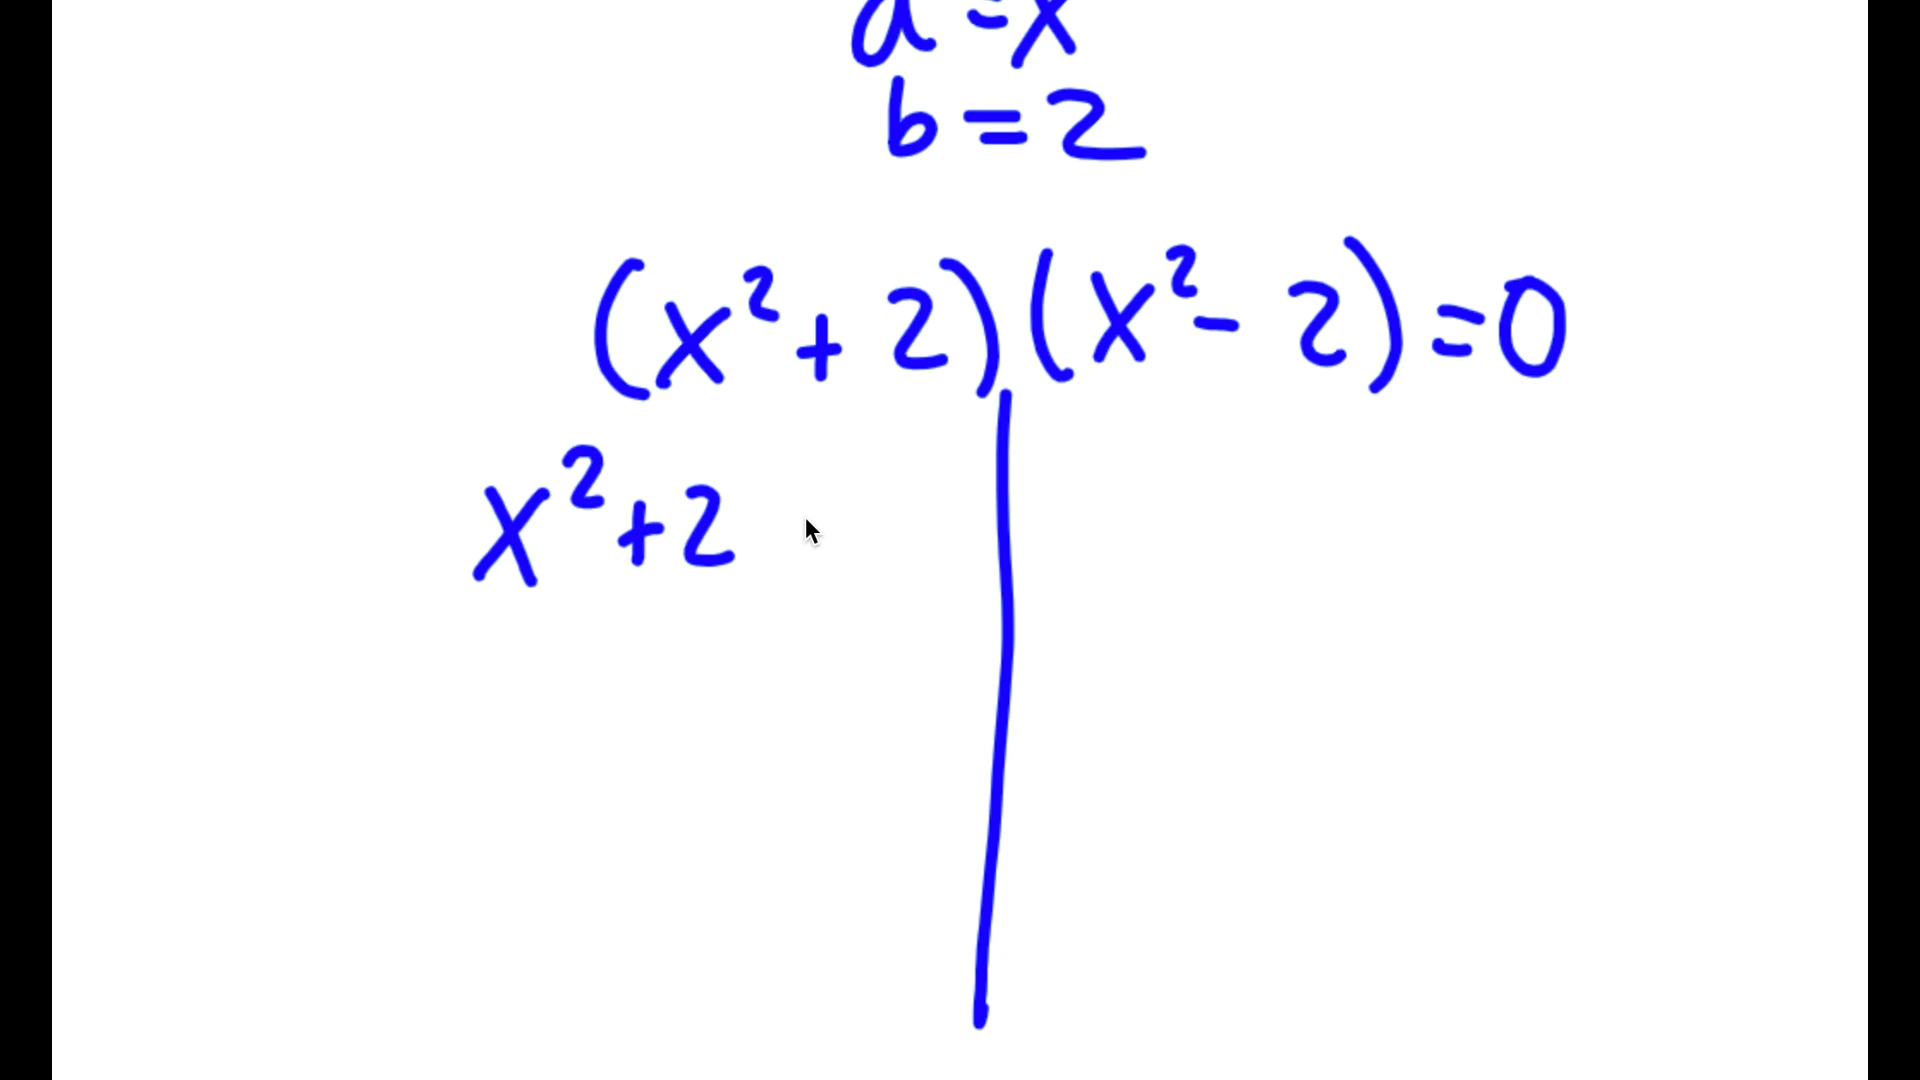 a = x
b = 2
(x² + 2)(x² - 2) = 0
x² + 2